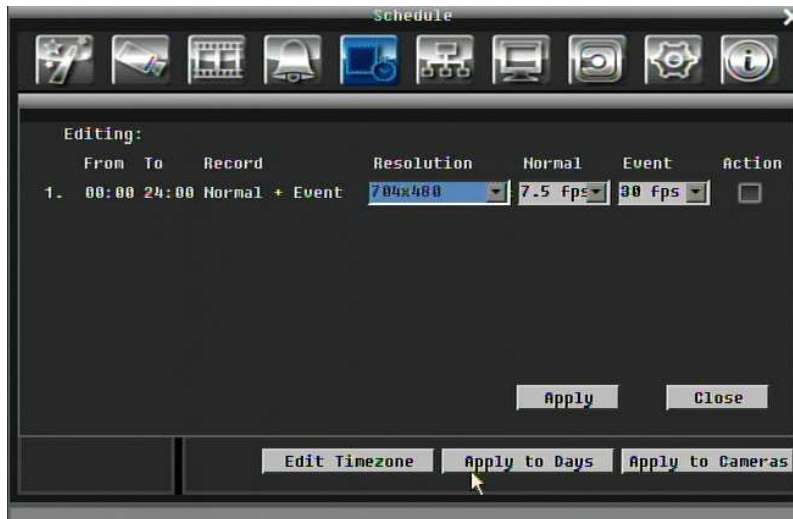 Schedule
Editing:
From To Record Resolution Normal Event Action
1. 00:00 24:00 Normal + Event 704x480 7.5 fps 30 fps
Apply Close
Edit Timezone Apply to Days Apply to Cameras